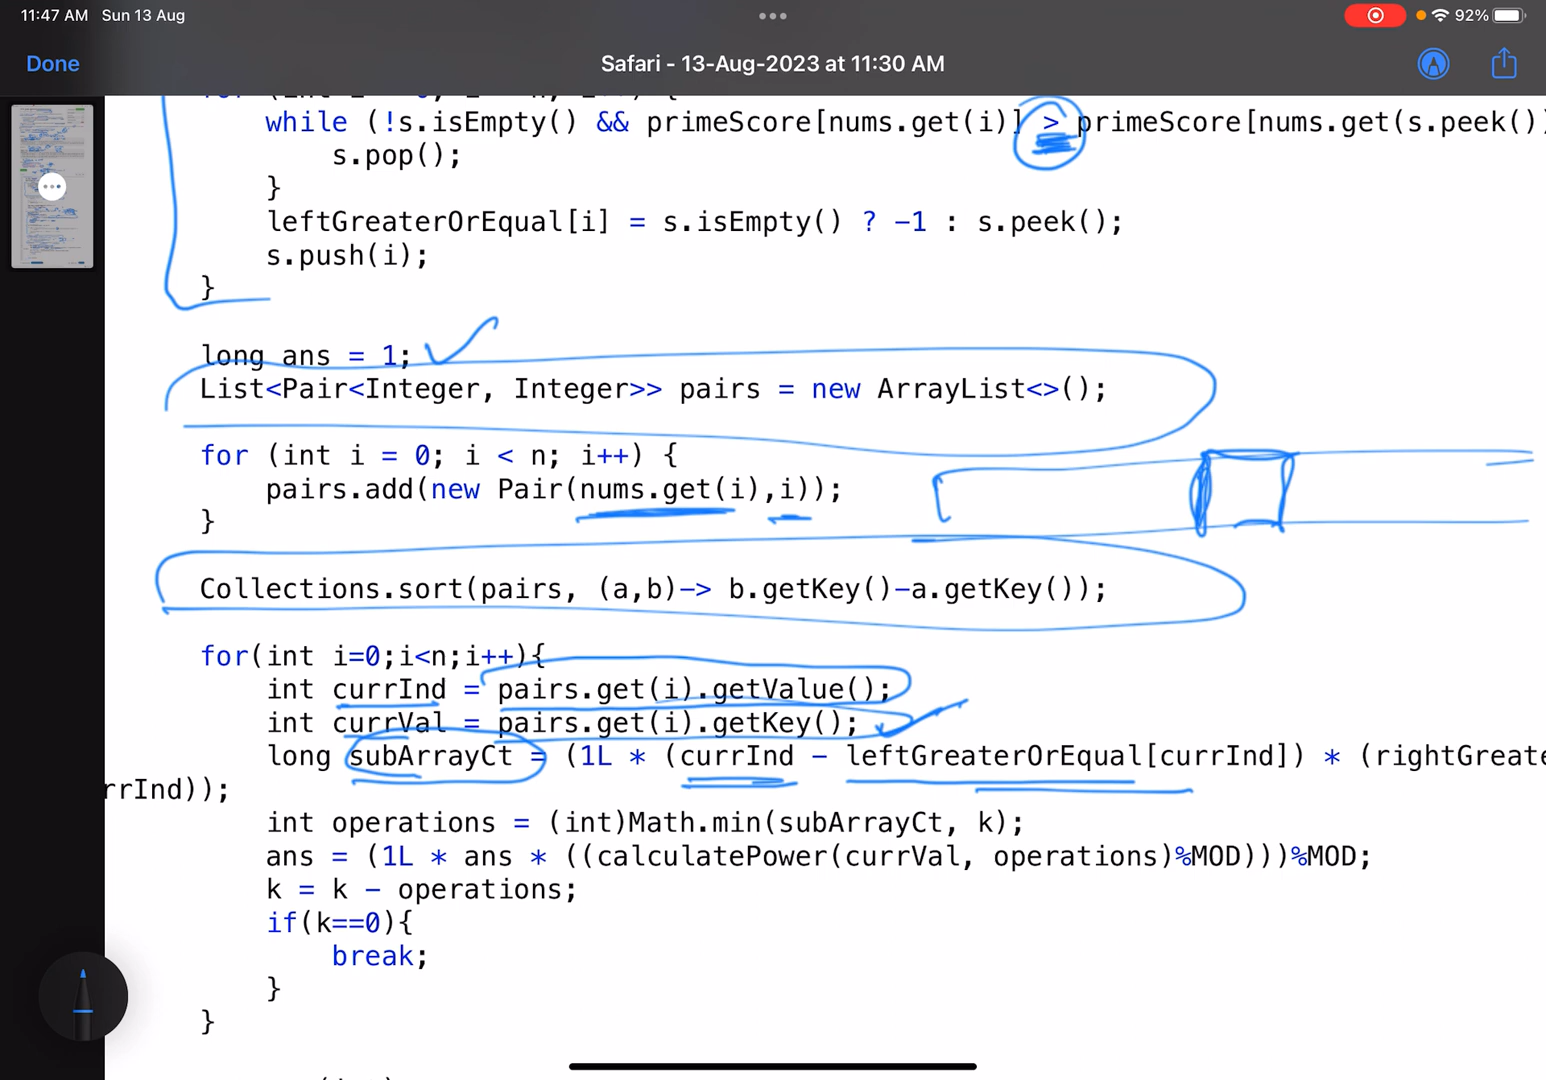 11:47 AM Sun 13 Aug
92%
Done
Safari - 13-Aug-2023 at 11:30 AM
while (!s.isEmpty() && primeScore[nums.get(i)] > primeScore[nums.get(s.peek()
s.pop();
}
leftGreaterOrEqual[i] = s.isEmpty() ? -1 : s.peek();
s.push(i);
}
long ans = 1;
List<Pair<Integer, Integer>> pairs = new ArrayList<>();
for (int i = 0; i < n; i++) {
pairs.add(new Pair(nums.get(i),i));
}
Collections.sort(pairs, (a,b)-> b.getKey()-a.getKey());
for(int i=0;i<n;i++){
int currInd = pairs.get(i).getValue();
int currVal = pairs.get(i).getKey();
long subArrayCt = (1L * (currInd - leftGreaterOrEqual[currInd]) * (rightGreate
rrInd));
int operations = (int)Math.min(subArrayCt, k);
ans = (1L * ans * ((calculatePower(currVal, operations)%MOD)))%MOD;
k = k - operations;
if(k==0){
break;
}
}